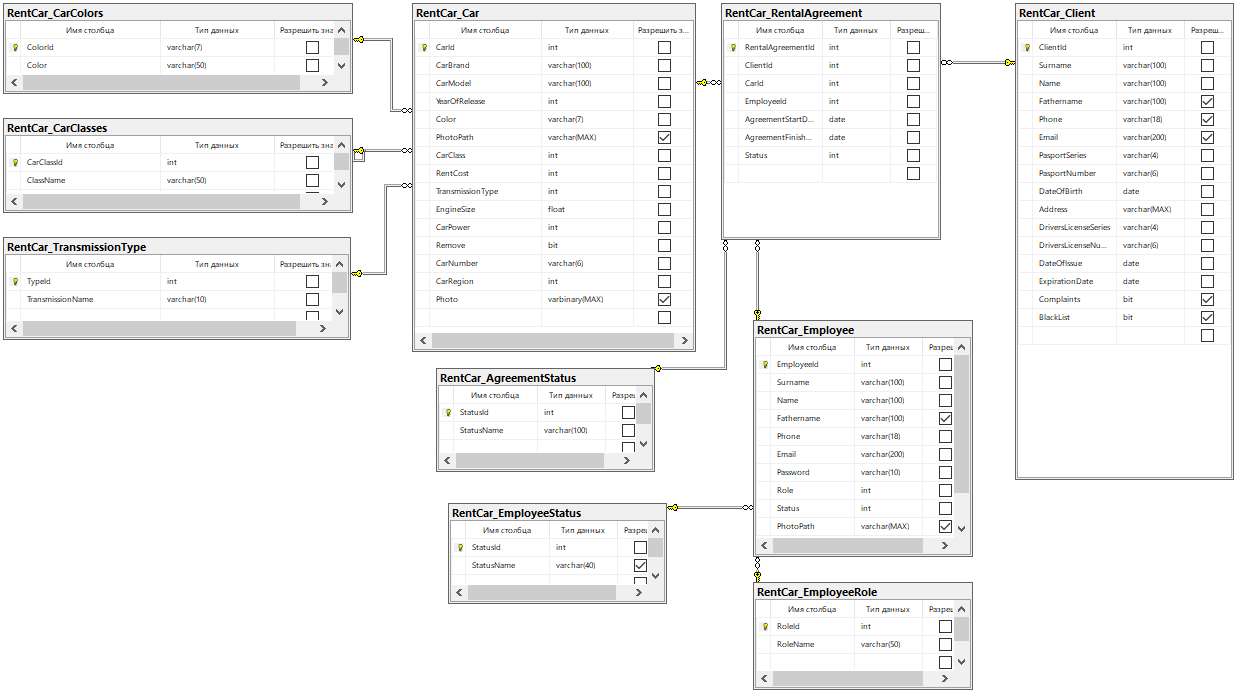 RentCar_CarColors
Имя столбца Тип данных Разрешить зна
ColorId varchar(7)
Color varchar(50)
RentCar_CarClasses
Имя столбца Тип данных Разрешить зна
CarClassId int
ClassName varchar(50)
RentCar_TransmissionType
Имя столбца Тип данных Разрешить зна
TypeId int
TransmissionName varchar(10)
RentCar_Car
Имя столбца Тип данных Разрешить з...
CarId int
CarBrand varchar(100)
CarModel varchar(100)
YearOfRelease int
Color varchar(7)
PhotoPath varchar(MAX)
CarClass int
RentCost int
TransmissionType int
EngineSize float
CarPower int
Remove bit
CarNumber varchar(6)
CarRegion int
Photo varbinary(MAX)
RentCar_RentalAgreement
Имя столбца Тип данных Разреш...
RentalAgreementId int
ClientId int
CarId int
EmployeeId int
AgreementStartD... date
AgreementFinish... date
Status int
RentCar_Client
Имя столбца Тип данных Разреш...
ClientId int
Surname varchar(100)
Name varchar(100)
Fathername varchar(100)
Phone varchar(18)
Email varchar(200)
PasportSeries varchar(4)
PasportNumber varchar(6)
DateOfBirth date
Address varchar(MAX)
DriversLicenseSeries varchar(4)
DriversLicenseNu... varchar(6)
DateOfIssue date
ExpirationDate date
Complaints bit
BlackList bit
RentCar_AgreementStatus
Имя столбца Тип данных Разреш
StatusId int
StatusName varchar(100)
RentCar_EmployeeStatus
Имя столбца Тип данных Разреш
StatusId int
StatusName varchar(40)
RentCar_Employee
Имя столбца Тип данных Разреш
EmployeeId int
Surname varchar(100)
Name varchar(100)
Fathername varchar(100)
Phone varchar(18)
Email varchar(200)
Password varchar(10)
Role int
Status int
PhotoPath varchar(MAX)
RentCar_EmployeeRole
Имя столбца Тип данных Разреш
RoleId int
RoleName varchar(50)